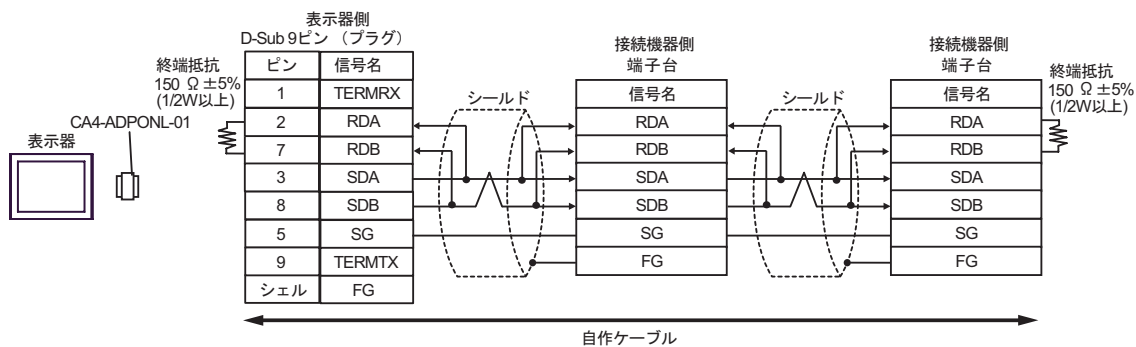 表示器側
D-Sub 9ピン （プラグ）
終端抵抗
150 Ω ±5%
(1/2W以上)
CA4-ADPONL-01
表示器
ピン 信号名
1 TERMRX
2 RDA
7 RDB
3 SDA
8 SDB
5 SG
9 TERMTX
シェル FG
シールド
接続機器側
端子台
信号名
RDA
RDB
SDA
SDB
SG
FG
シールド
接続機器側
端子台
信号名
RDA
RDB
SDA
SDB
SG
FG
終端抵抗
150 Ω ±5%
(1/2W以上)
自作ケーブル